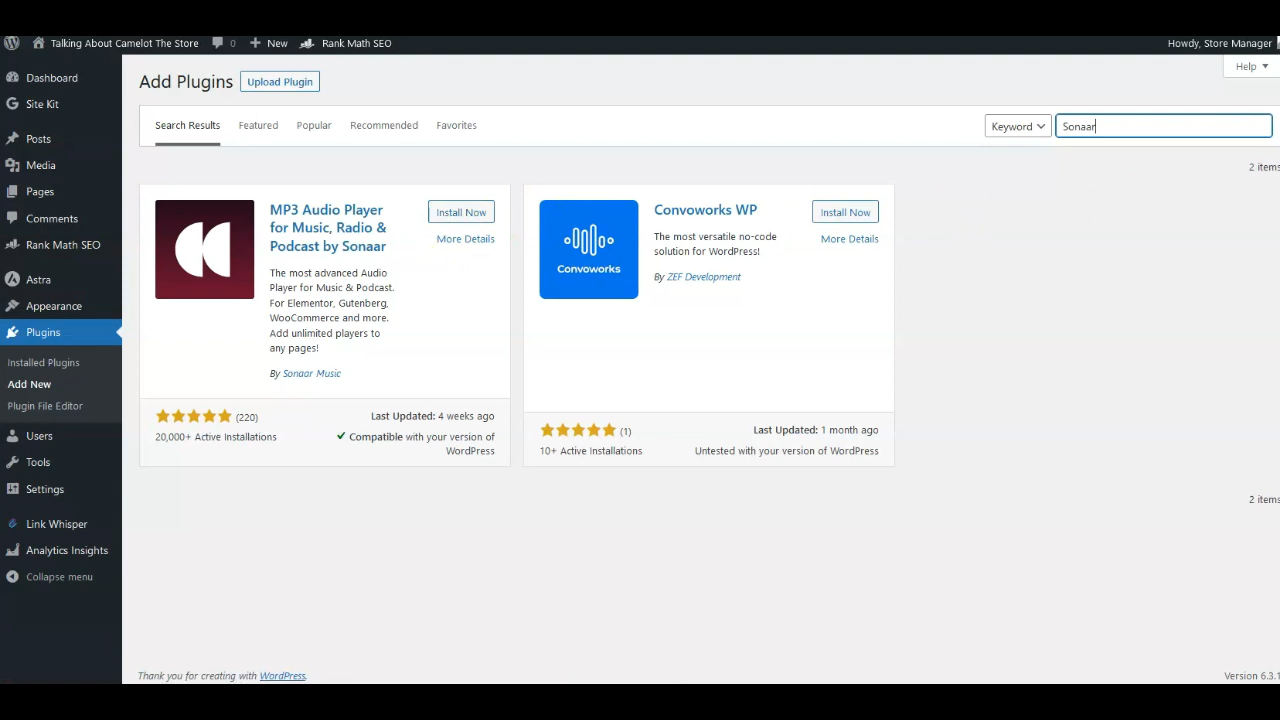 Talking About Camelot The Store 0 New Rank Math SEO Howdy, Store Manager
Help
Dashboard
Site Kit
Posts
Media
Pages
Comments
Rank Math SEO
Astra
Appearance
Plugins
Installed Plugins
Add New
Plugin File Editor
Users
Tools
Settings
Link Whisper
Analytics Insights
Collapse menu
Add Plugins Upload Plugin
Search Results Featured Popular Recommended Favorites Keyword Sonaar
2 items
MP3 Audio Player
for Music, Radio &
Podcast by Sonaar
Install Now
More Details
The most advanced Audio
Player for Music & Podcast.
For Elementor, Gutenberg,
WooCommerce and more.
Add unlimited players to
any pages!
By Sonaar Music
(220)
20,000+ Active Installations
Last Updated: 4 weeks ago
Compatible with your version of
WordPress
Convoworks
Convoworks WP
Install Now
More Details
The most versatile no-code
solution for WordPress!
By ZEF Development
(1)
10+ Active Installations
Last Updated: 1 month ago
Untested with your version of WordPress
2 items
Thank you for creating with WordPress.
Version 6.3.1